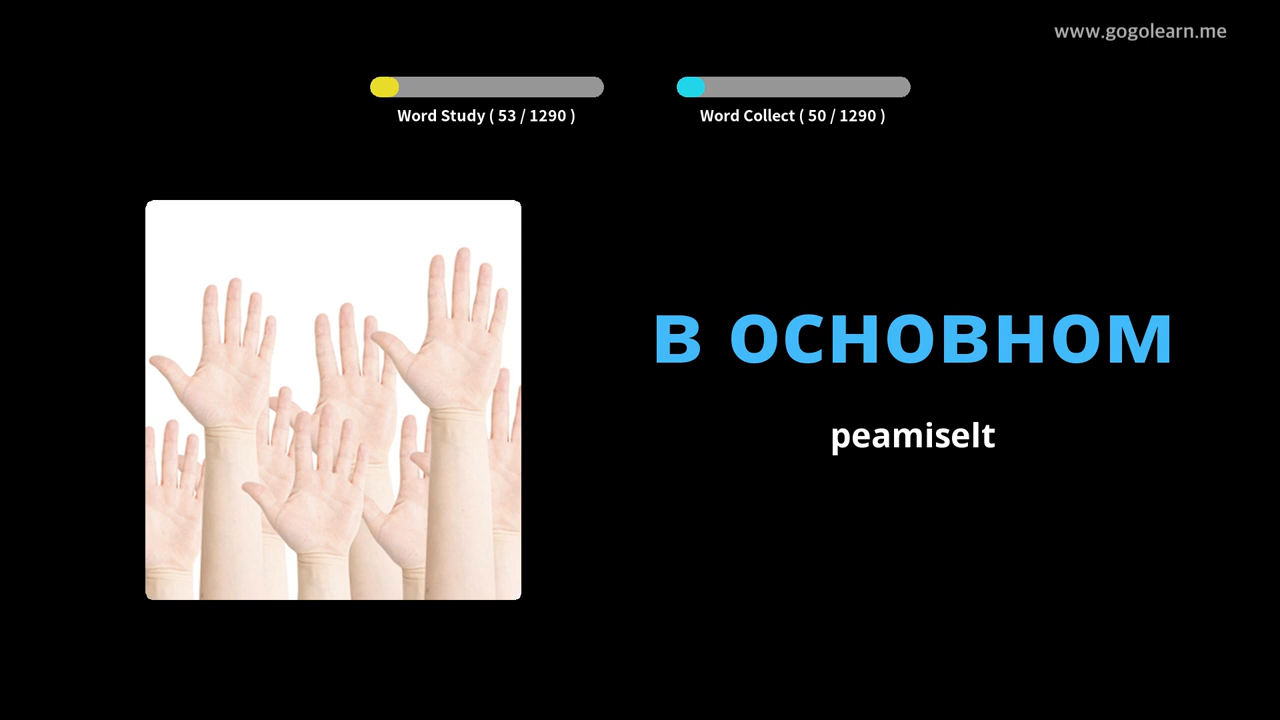 www.gogolearn.me
Word Study ( 53 / 1290 )
Word Collect ( 50 / 1290 )
в основном
peamiselt